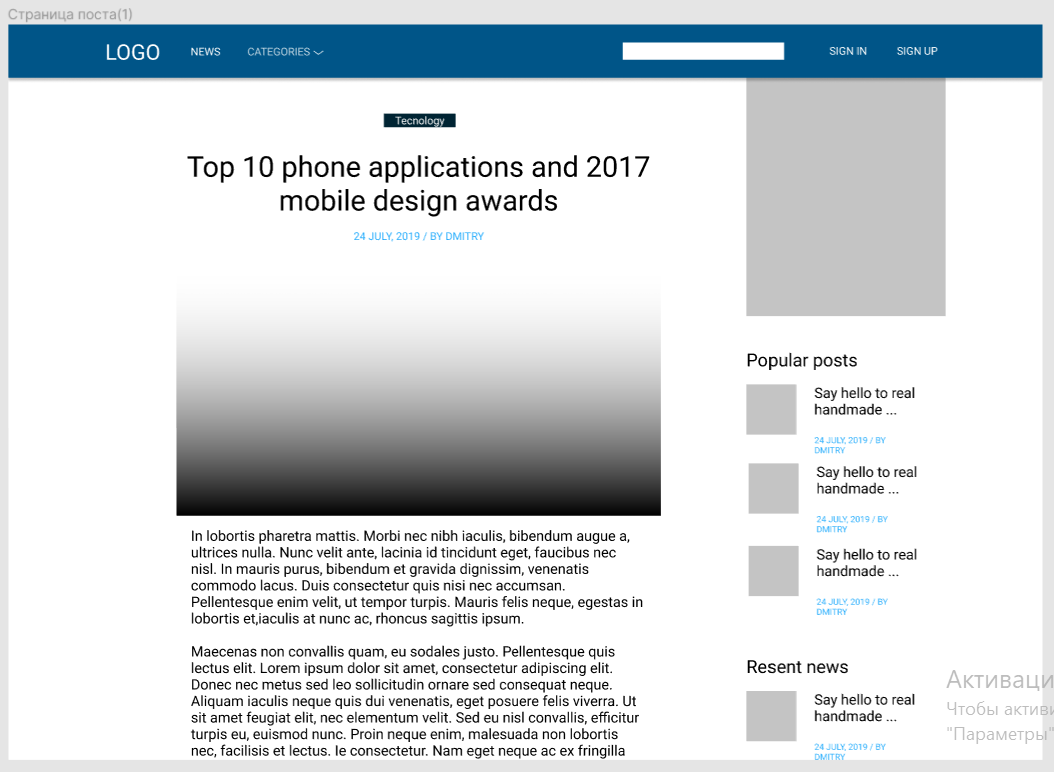 Страница поста(1)
LOGO
NEWS
CATEGORIES
SIGN IN
SIGN UP
Tecnology
Top 10 phone applications and 2017
mobile design awards
24 JULY, 2019 / BY DMITRY
In lobortis pharetra mattis. Morbi nec nibh iaculis, bibendum augue a,
ultrices nulla. Nunc velit ante, lacinia id tincidunt eget, faucibus nec
nisl. In mauris purus, bibendum et gravida dignissim, venenatis
commodo lacus. Duis consectetur quis nisi nec accumsan.
Pellentesque enim velit, ut tempor turpis. Mauris felis neque, egestas in
lobortis et,iaculis at nunc ac, rhoncus sagittis ipsum.
Maecenas non convallis quam, eu sodales justo. Pellentesque quis
lectus elit. Lorem ipsum dolor sit amet, consectetur adipiscing elit.
Donec nec metus sed leo sollicitudin ornare sed consequat neque.
Aliquam iaculis neque quis dui venenatis, eget posuere felis viverra. Ut
sit amet feugiat elit, nec elementum velit. Sed eu nisl convallis, efficitur
turpis eu, euismod nunc. Proin neque enim, malesuada non lobortis
nec, facilisis et lectus. Ie consectetur. Nam eget neque ac ex fringilla
Popular posts
Say hello to real
handmade ...
24 JULY, 2019 / BY
DMITRY
Say hello to real
handmade ...
24 JULY, 2019 / BY
DMITRY
Say hello to real
handmade ...
24 JULY, 2019 / BY
DMITRY
Resent news
Say hello to real
handmade ...
24 JULY, 2019 / BY
DMITRY
Активаци
Чтобы актив
"Параметры"